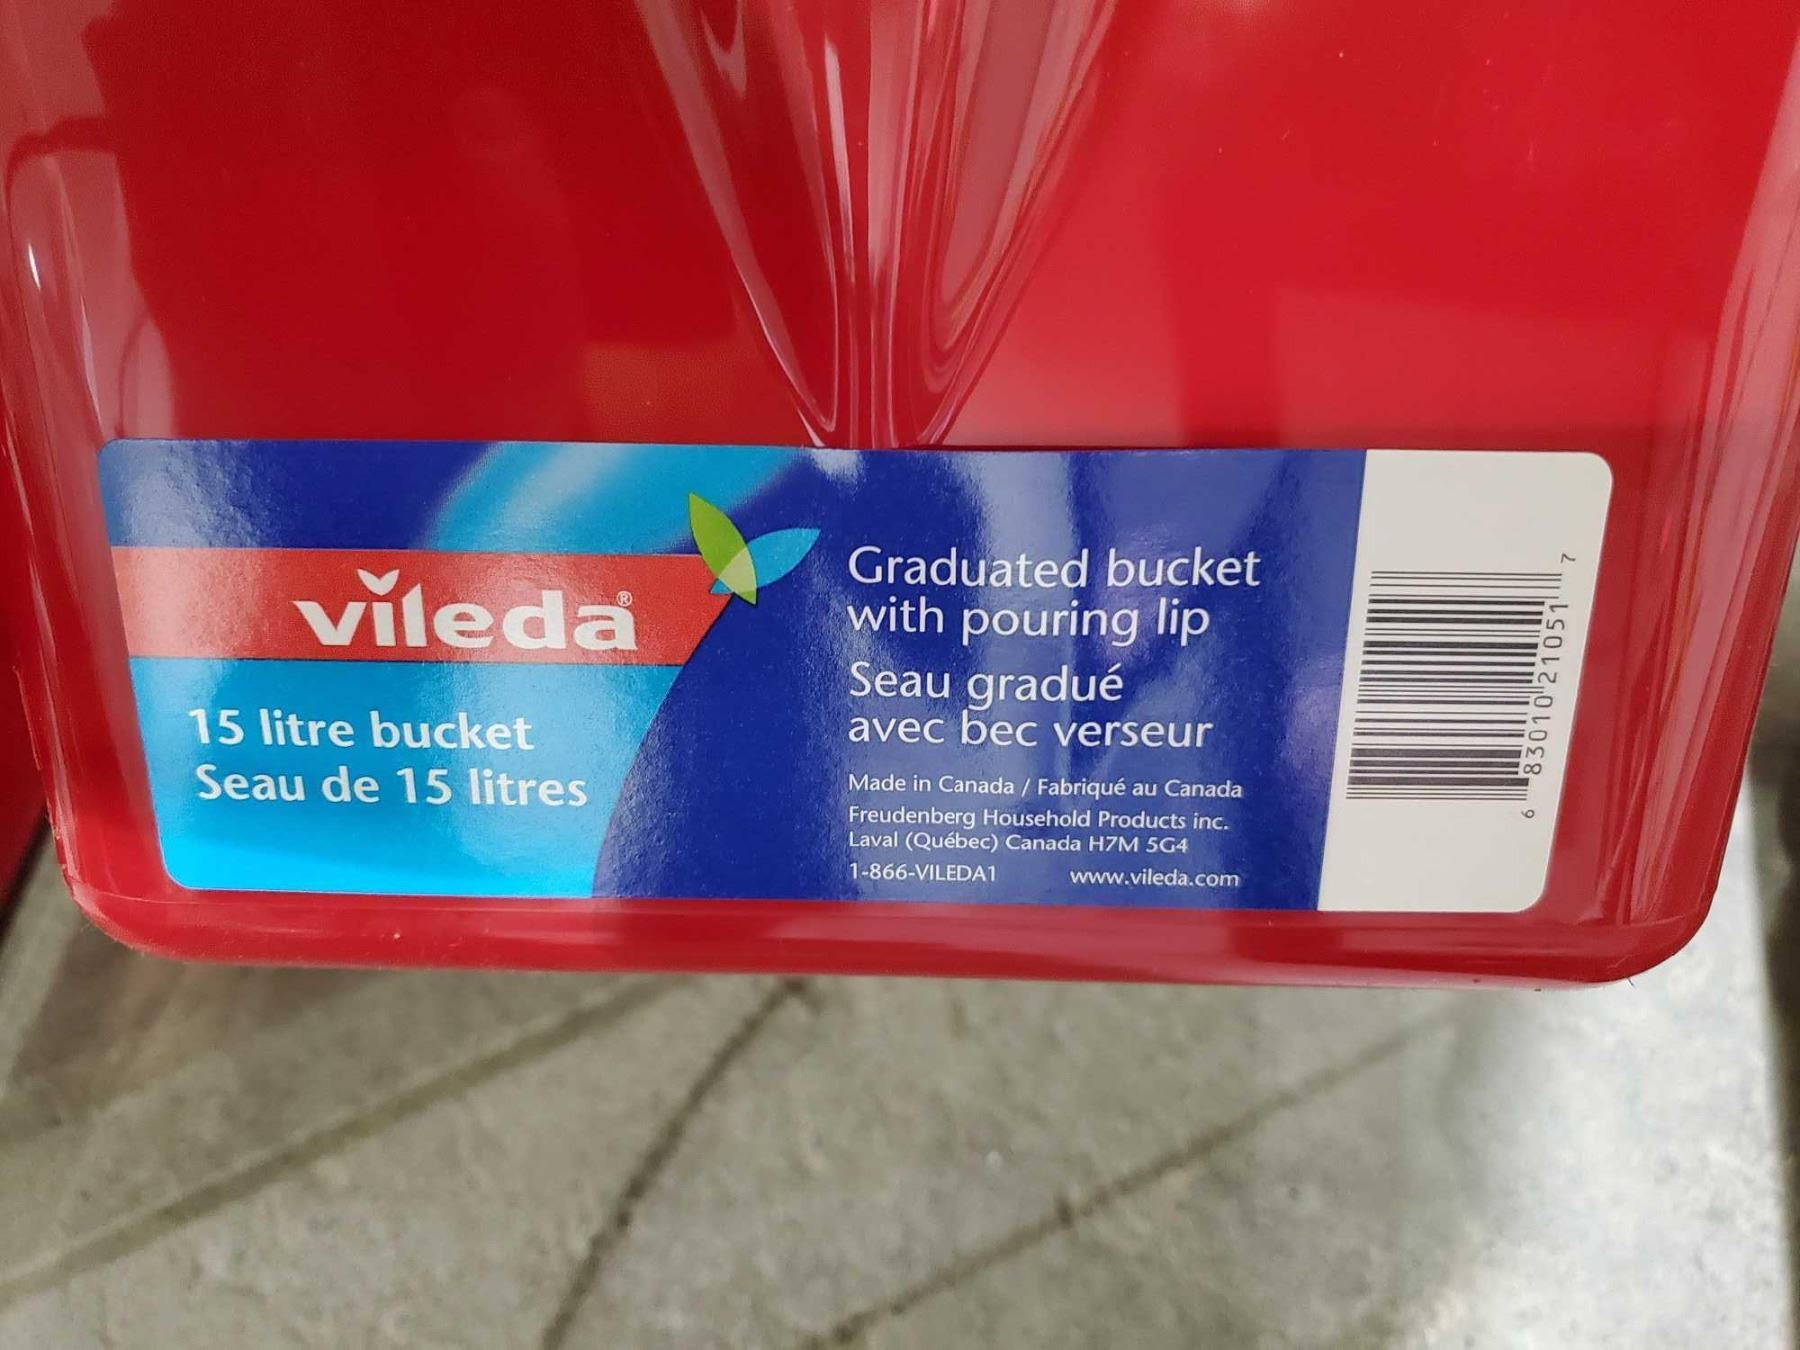 vileda®
15 litre bucket
Seau de 15 litres
Graduated bucket
with pouring lip
Seau gradué
avec bec verseur
Made in Canada / Fabriqué au Canada
Freudenberg Household Products inc.
Laval (Québec) Canada H7M 5G4
1-866-VILEDA1 www.vileda.com
6 83010 21051 7